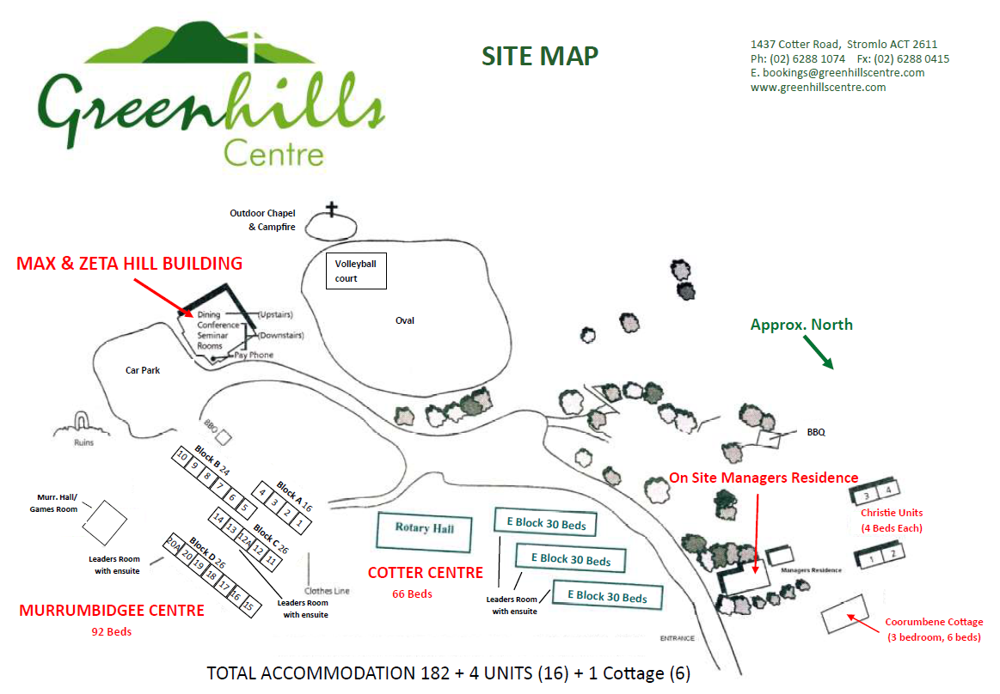 Greenhills
Centre
SITE MAP
1437 Cotter Road, Stromlo ACT 2611
Ph: (02) 6288 1074 Fx: (02) 6288 0415
E. bookings@greenhillscentre.com
www.greenhillscentre.com
Outdoor Chapel
& Campfire
MAX & ZETA HILL BUILDING
Volleyball
court
Oval
Dining
(Upstairs)
Conference
Seminar
Rooms
(Downstairs)
Pay Phone
Car Park
Approx. North
BBQ
Ruins
BBQ
Block B 24
10 9 8 7 6 5
Block A 16
4 3 2 1
Murr. Hall/
Games Room
14 13 12A 12 11
Block C 26
Block D 26
20A 20 19 18 17 16 15
Leaders Room
with ensuite
Leaders Room
with ensuite
Clothes Line
MURRUMBIDGEE CENTRE
92 Beds
Rotary Hall
COTTER CENTRE
66 Beds
E Block 30 Beds
E Block 30 Beds
E Block 30 Beds
Leaders Room
with ensuite
On Site Managers Residence
3 4
Christie Units
(4 Beds Each)
1 2
Managers Residence
Coorumbene Cottage
(3 bedroom, 6 beds)
ENTRANCE
TOTAL ACCOMMODATION 182 + 4 UNITS (16) + 1 Cottage (6)